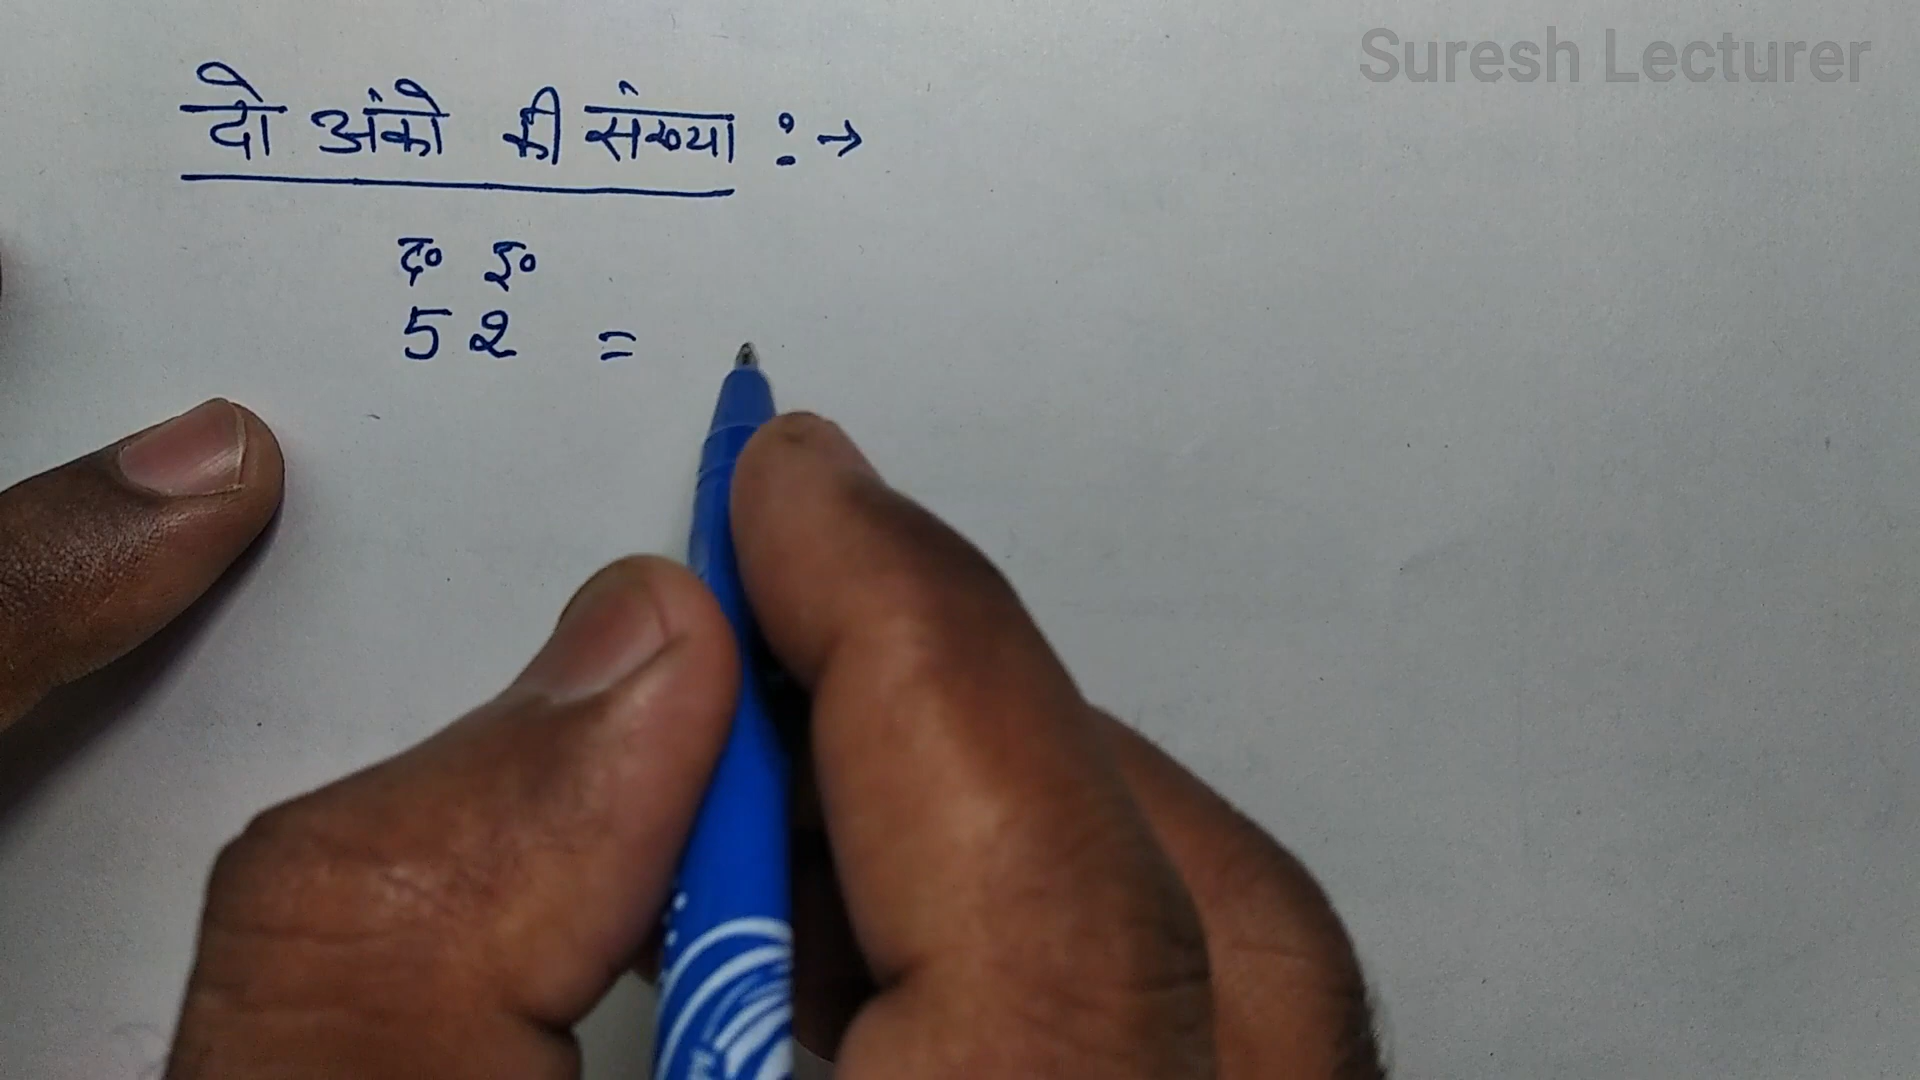 Suresh Lecturer
दो अंको की संख्या :→
द० इ०
52 =